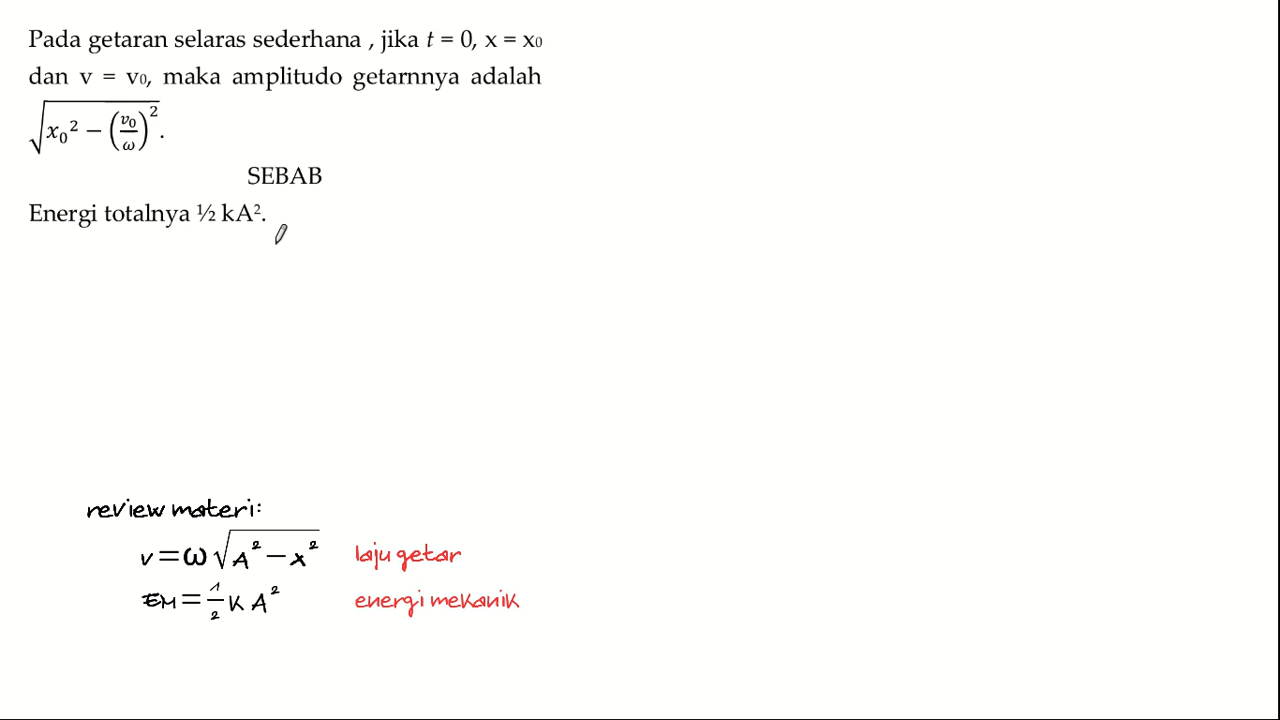 Pada getaran selaras sederhana , jika t = 0, x = x₀
dan v = v₀, maka amplitudo getarnnya adalah
√(x₀² − (v₀/ω)²).
SEBAB
Energi totalnya ½ kA².
review materi:
v = ω √(A² − x²) laju getar
EM = 1/2 K A² energi mekanik